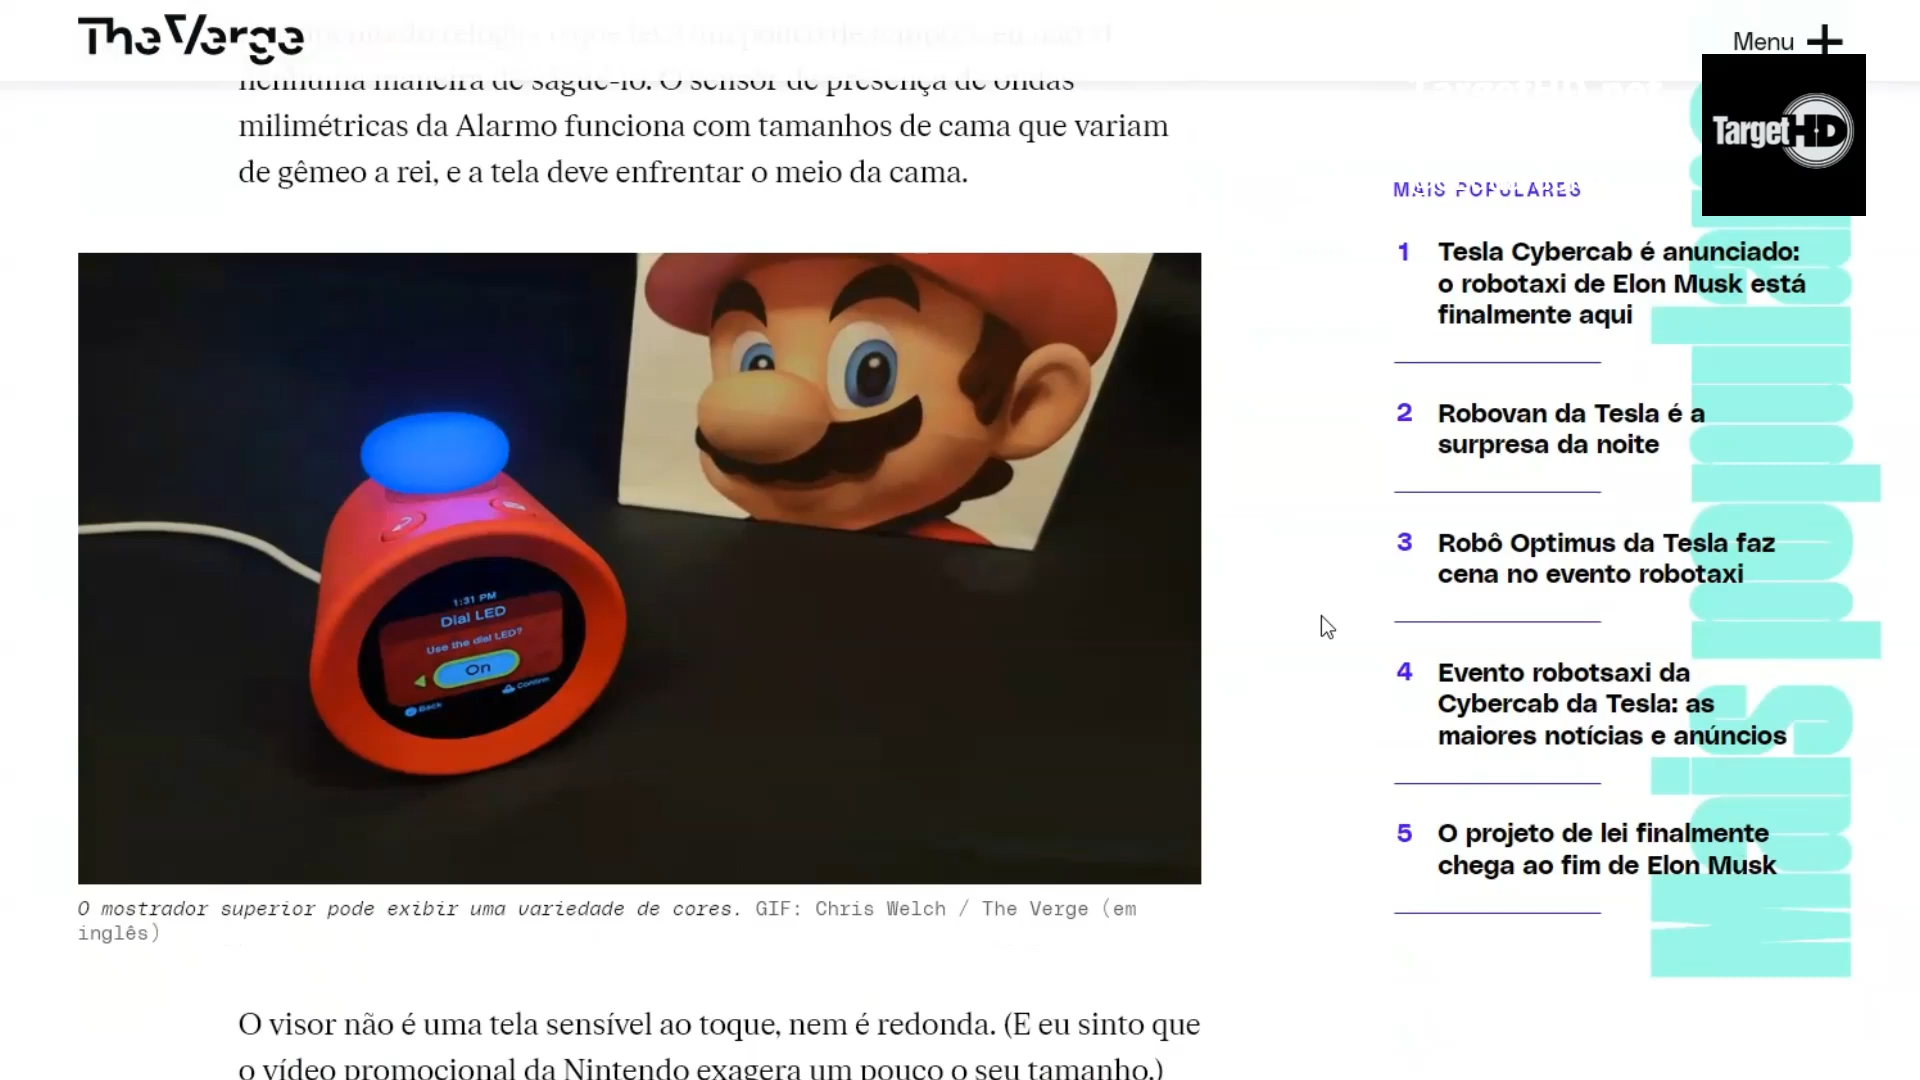 The Verge
Menu
TargetHD
nenhuma maneira de sague-lo. O sensor de presença de ondas
milimétricas da Alarmo funciona com tamanhos de cama que variam
de gêmeo a rei, e a tela deve enfrentar o meio da cama.
1:31 PM
Dial LED
Use the dial LED?
On
Confirm
Back
O mostrador superior pode exibir uma variedade de cores. GIF: Chris Welch / The Verge (em
inglês)
O visor não é uma tela sensível ao toque, nem é redonda. (E eu sinto que
o vídeo promocional da Nintendo exagera um pouco o seu tamanho.)
TargetHD.net
MAIS POPULARES
1 Tesla Cybercab é anunciado:
o robotaxi de Elon Musk está
finalmente aqui
2 Robovan da Tesla é a
surpresa da noite
3 Robô Optimus da Tesla faz
cena no evento robotaxi
4 Evento robotsaxi da
Cybercab da Tesla: as
maiores notícias e anúncios
5 O projeto de lei finalmente
chega ao fim de Elon Musk
Mais popular